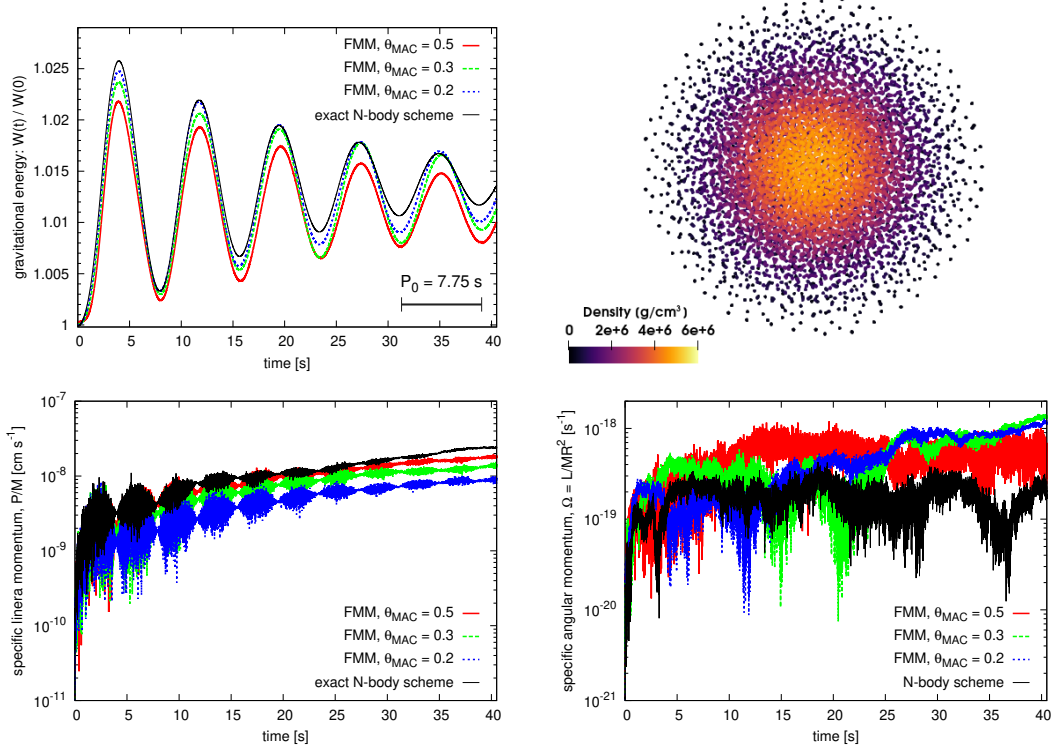 FMM, θMAC = 0.5
FMM, θMAC = 0.3
FMM, θMAC = 0.2
exact N-body scheme
gravitational energy: W(t) / W(0)
1.025
1.02
1.015
1.01
1.005
1
P0 = 7.75 s
0 5 10 15 20 25 30 35 40
time [s]
Density (g/cm³)
0 2e+6 4e+6 6e+6
specific linera momentum, P/M [cm s⁻¹]
10⁻⁷
10⁻⁸
10⁻⁹
10⁻¹⁰
10⁻¹¹
FMM, θMAC = 0.5
FMM, θMAC = 0.3
FMM, θMAC = 0.2
exact N-body scheme
0 5 10 15 20 25 30 35 40
time [s]
specific angular momentum, Ω = L/MR² [s⁻¹]
10⁻¹⁸
10⁻¹⁹
10⁻²⁰
10⁻²¹
FMM, θMAC = 0.5
FMM, θMAC = 0.3
FMM, θMAC = 0.2
N-body scheme
0 5 10 15 20 25 30 35 40
time [s]